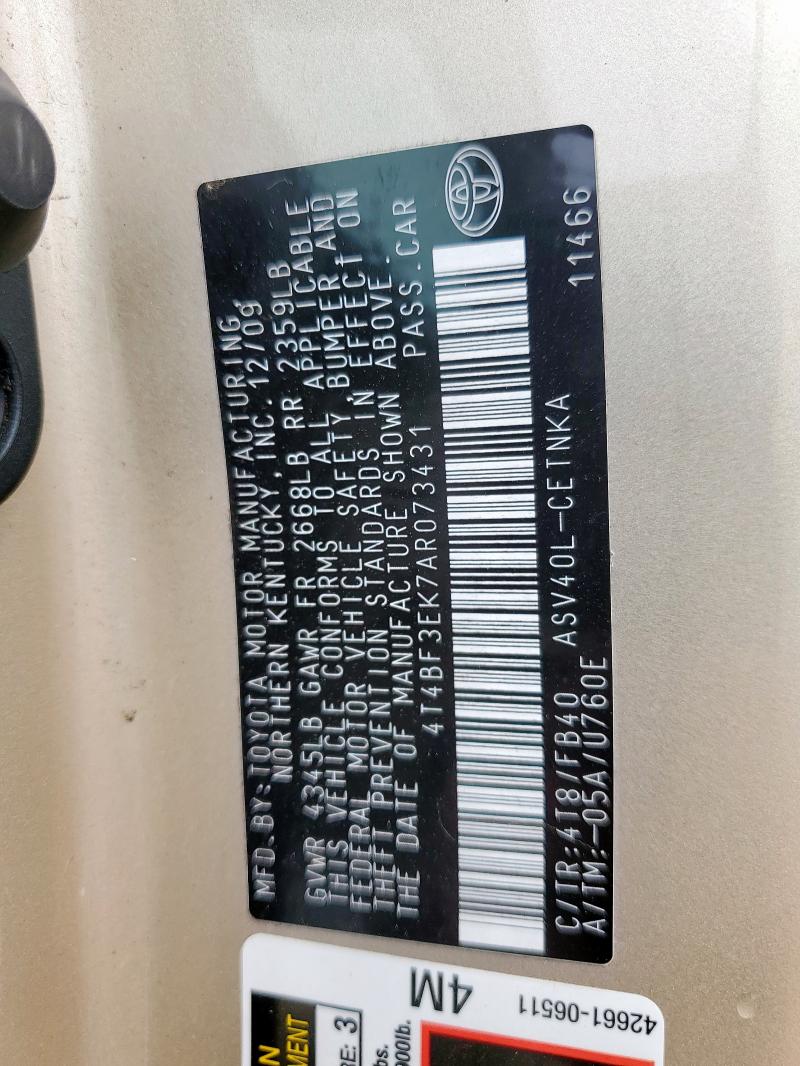 MFD.BY:TOYOTA MOTOR MANUFACTURING,
NORTHERN KENTUCKY,INC.12/09
GVWR 4345LB GAWR FR 2668LB RR 2359LB
THIS VEHICLE CONFORMS TO ALL APPLICABLE
FEDERAL MOTOR VEHICLE SAFETY,BUMPER AND
THEFT PREVENTION STANDARDS IN EFFECT ON
THE DATE OF MANUFACTURE SHOWN ABOVE.
4T4BF3EK7AR073431 PASS.CAR
C/TR:4T8/FB40 ASV40L-CETNKA 11466
A/TM:-05A/U760E
4M
42661-06511
RE: 3